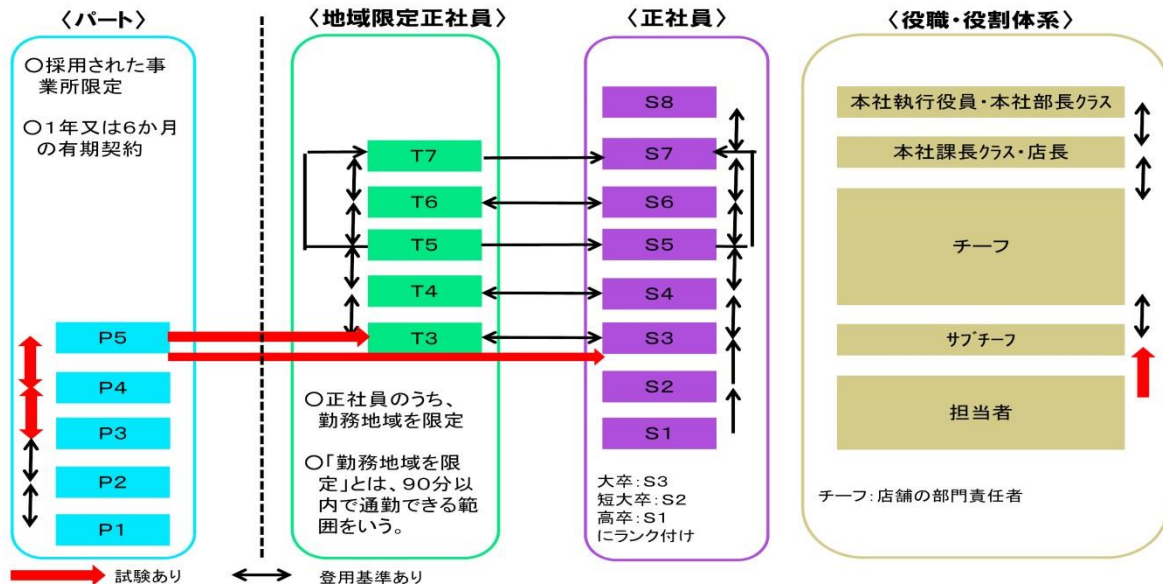 〈パート〉
〇採用された事
業所限定
〇1年又は6か月
の有期契約
P5
P4
P3
P2
P1
〈地域限定正社員〉
T7
T6
T5
T4
T3
〇正社員のうち、
勤務地域を限定
〇「勤務地域を限
定」とは、90分以
内で通勤できる範
囲をいう。
〈正社員〉
S8
S7
S6
S5
S4
S3
S2
S1
大卒:S3
短大卒:S2
高卒:S1
にランク付け
〈役職・役割体系〉
本社執行役員・本社部長クラス
本社課長クラス・店長
チーフ
サブチーフ
担当者
チーフ:店舗の部門責任者
試験あり
登用基準あり